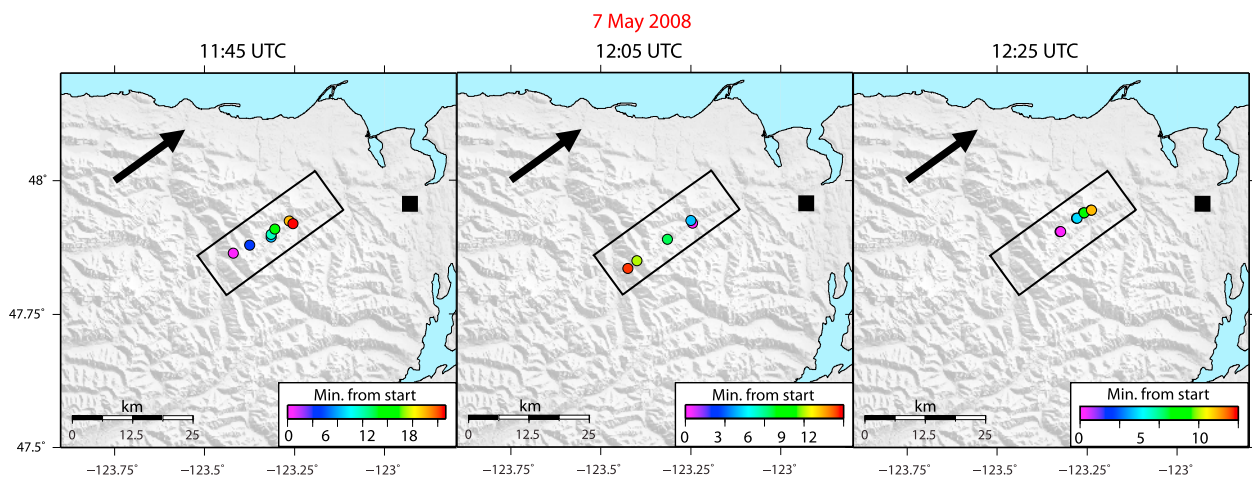 7 May 2008
11:45 UTC
12:05 UTC
12:25 UTC
48°
47.75°
47.5°
Min. from start
0 6 12 18
km
0 12.5 25
Min. from start
0 3 6 9 12
km
0 12.5 25
Min. from start
0 5 10
km
0 12.5 25
−123.75° −123.5° −123.25° −123°
−123.75° −123.5° −123.25° −123°
−123.75° −123.5° −123.25° −123°